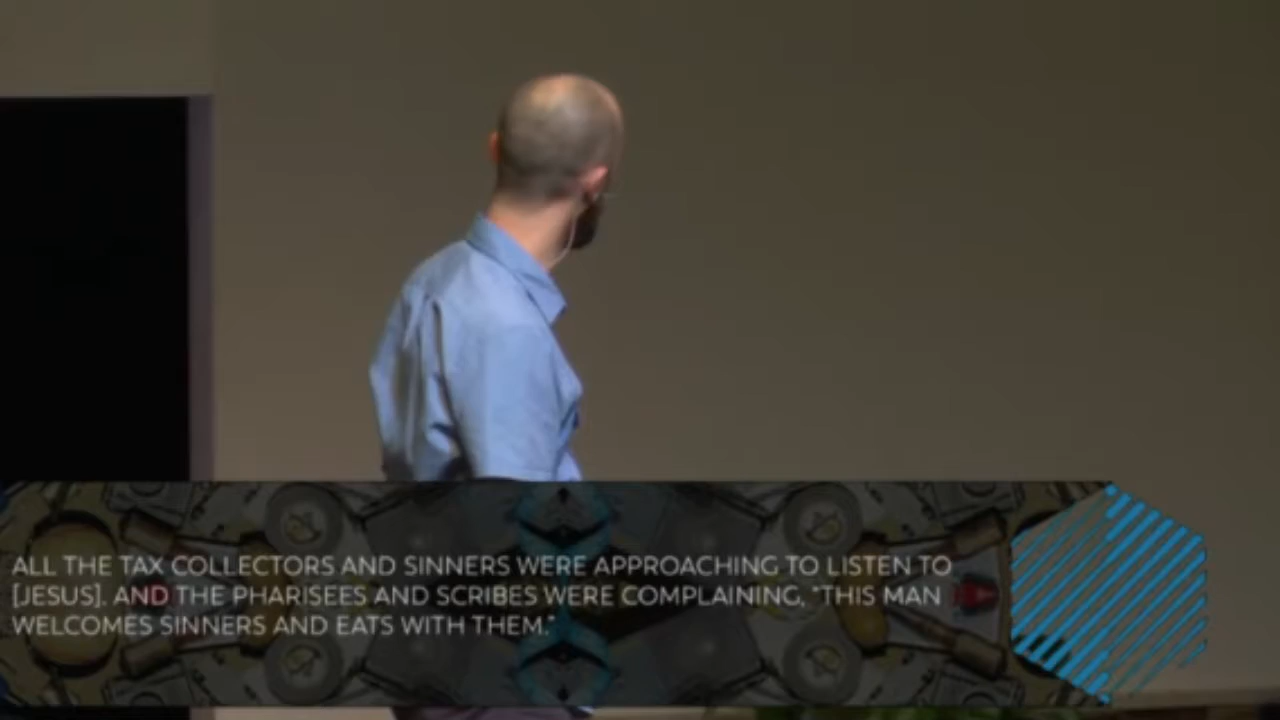 ALL THE TAX COLLECTORS AND SINNERS WERE APPROACHING TO LISTEN TO
[JESUS]. AND THE PHARISEES AND SCRIBES WERE COMPLAINING, "THIS MAN
WELCOMES SINNERS AND EATS WITH THEM."